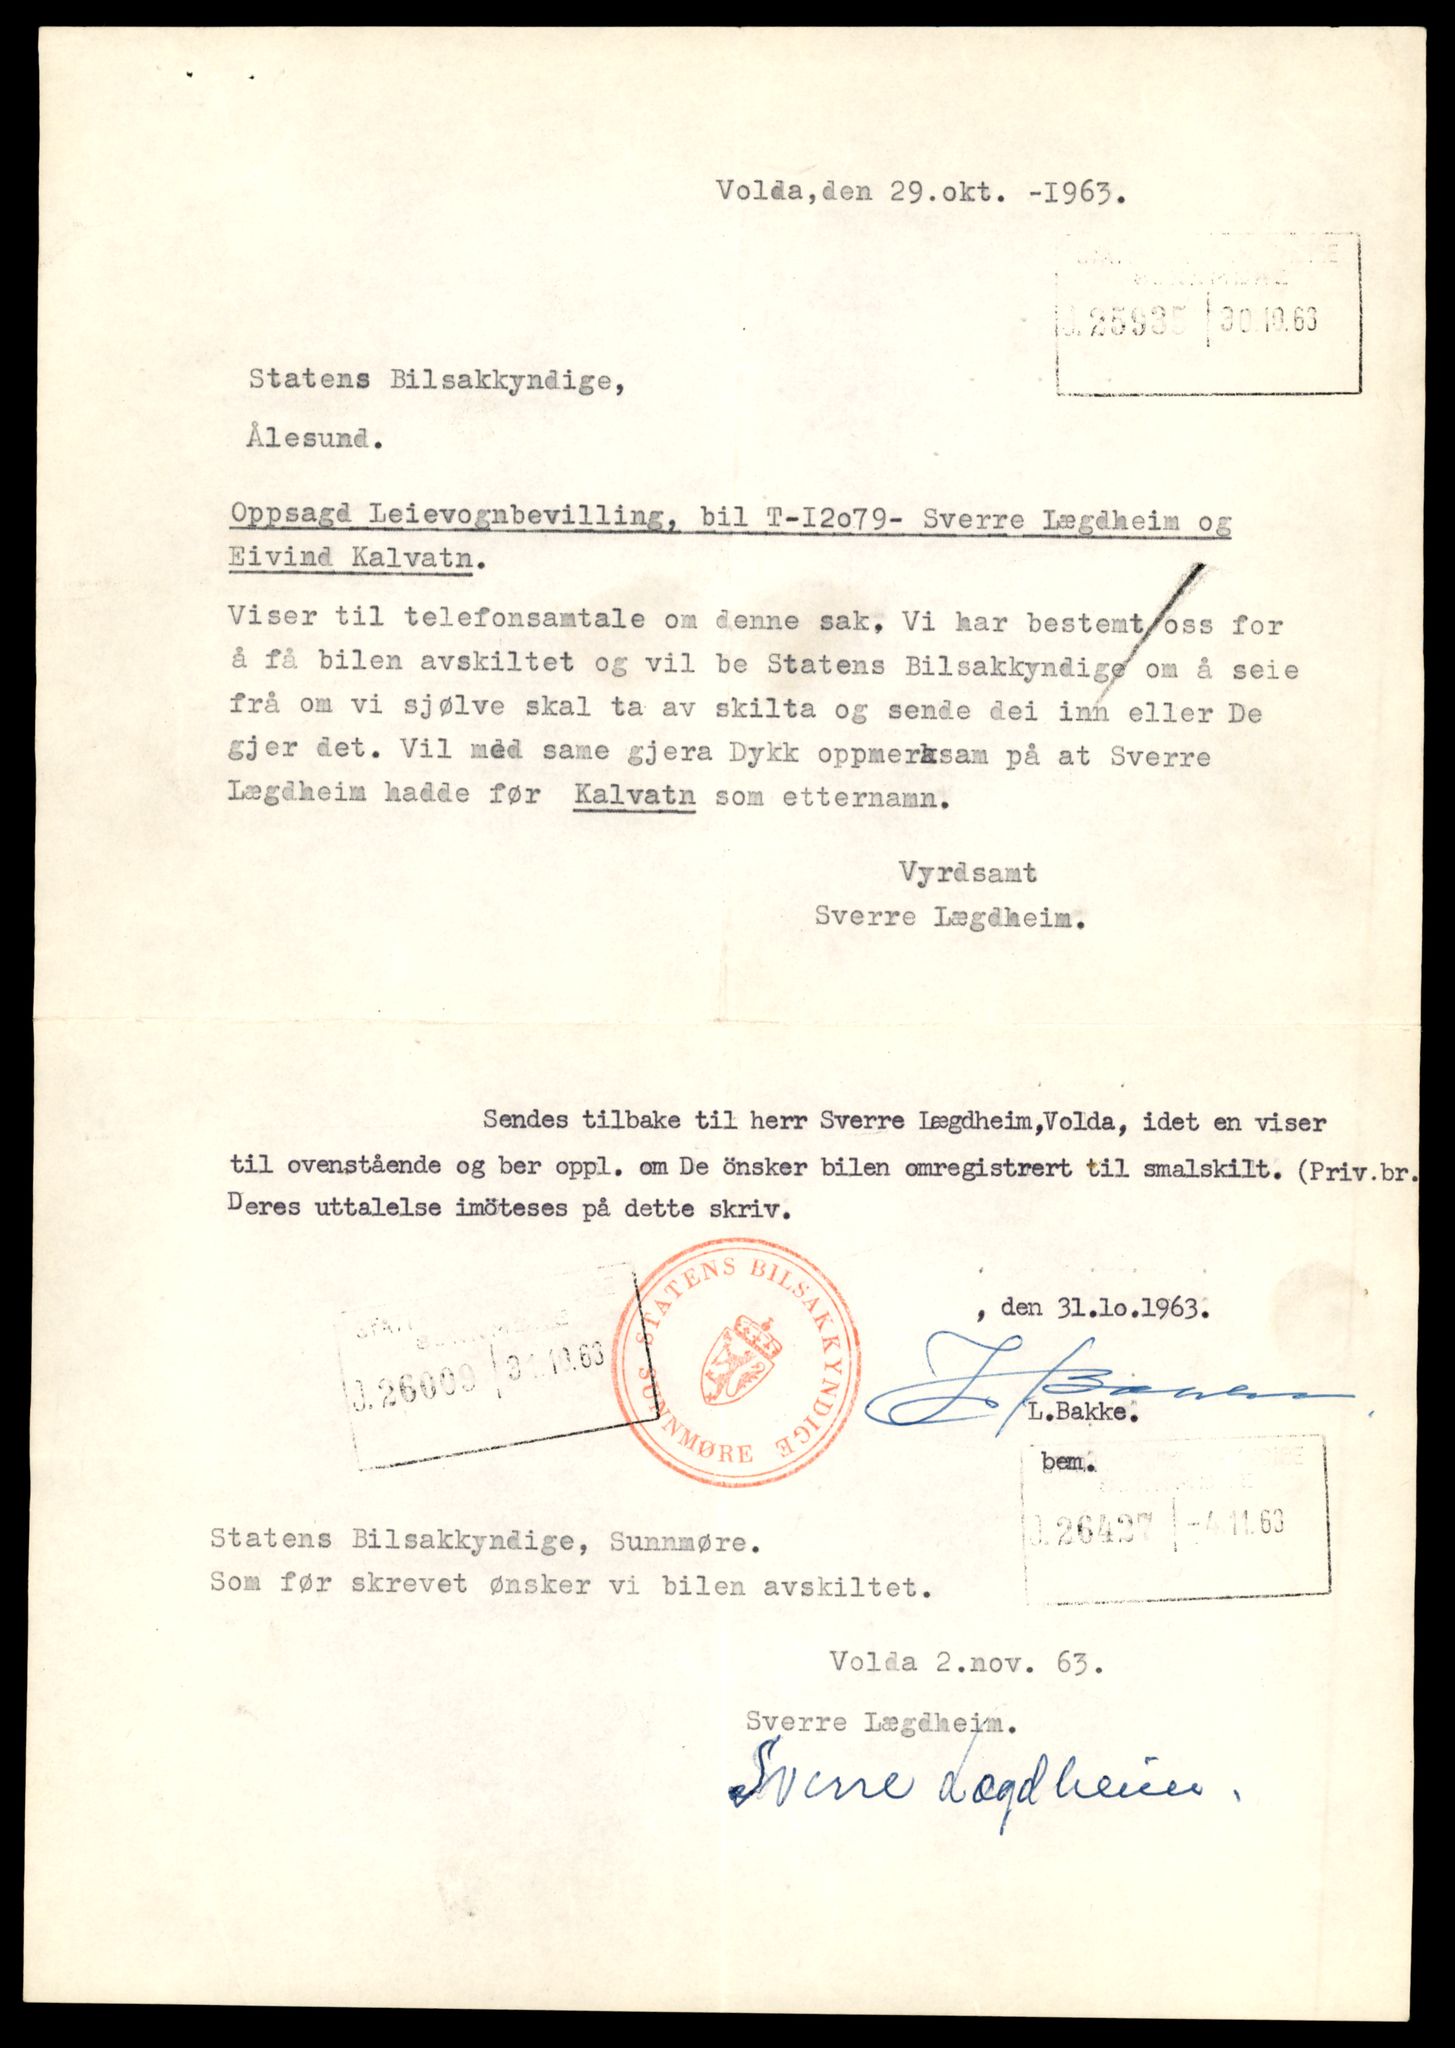 Volda,den 29.okt. -I963.
J. 25935 30.10.63
Statens Bilsakkyndige,
Ålesund.
Oppsagd Leievognbevilling, bil T-I2o79- Sverre Lægdheim og
Eivind Kalvatn.
Viser til telefonsamtale om denne sak. Vi har bestemt oss for
å få bilen avskiltet og vil be Statens Bilsakkyndige om å seie
frå om vi sjølve skal ta av skilta og sende dei inn eller De
gjer det. Vil med same gjera Dykk oppmerksam på at Sverre
Lægdheim hadde før Kalvatn som etternamn.
Vyrdsamt
Sverre Lægdheim.
Sendes tilbake til herr Sverre Lægdheim,Volda, idet en viser
til ovenstående og ber oppl. om De önsker bilen omregistrert til smalskilt. (Priv.br.
Deres uttalelse imöteses på dette skriv.
STATENS BILSAKKYNDIGE
SUNNMØRE
, den 31.lo.1963.
J. 26009 31.10.63
L.Bakke.
bem.
J. 26427 -4.11.63
Statens Bilsakkyndige, Sunnmøre.
Som før skrevet ønsker vi bilen avskiltet.
Volda 2.nov. 63.
Sverre Lægdheim.
Sverre Lægdheim.